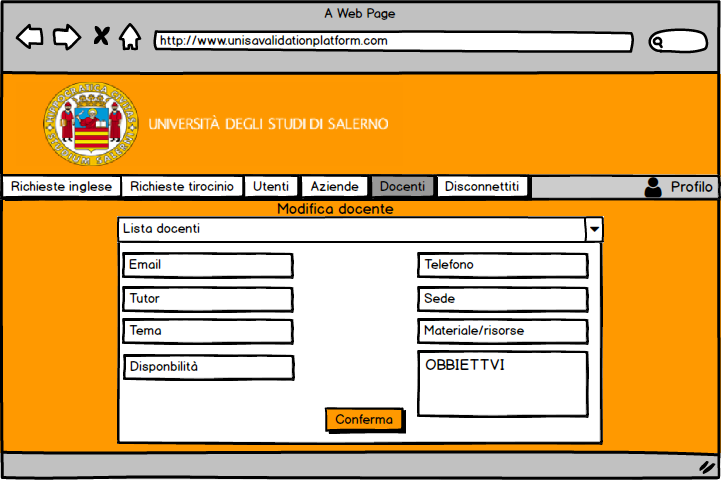 A Web Page
http://www.unisavalidationplatform.com
UNIVERSITÀ DEGLI STUDI DI SALERNO
Richieste inglese
Richieste tirocinio
Utenti
Aziende
Docenti
Disconnettiti
Profilo
Modifica docente
Lista docenti
Email
Telefono
Tutor
Sede
Tema
Materiale/risorse
Disponbilità
OBBIETTVI
Conferma